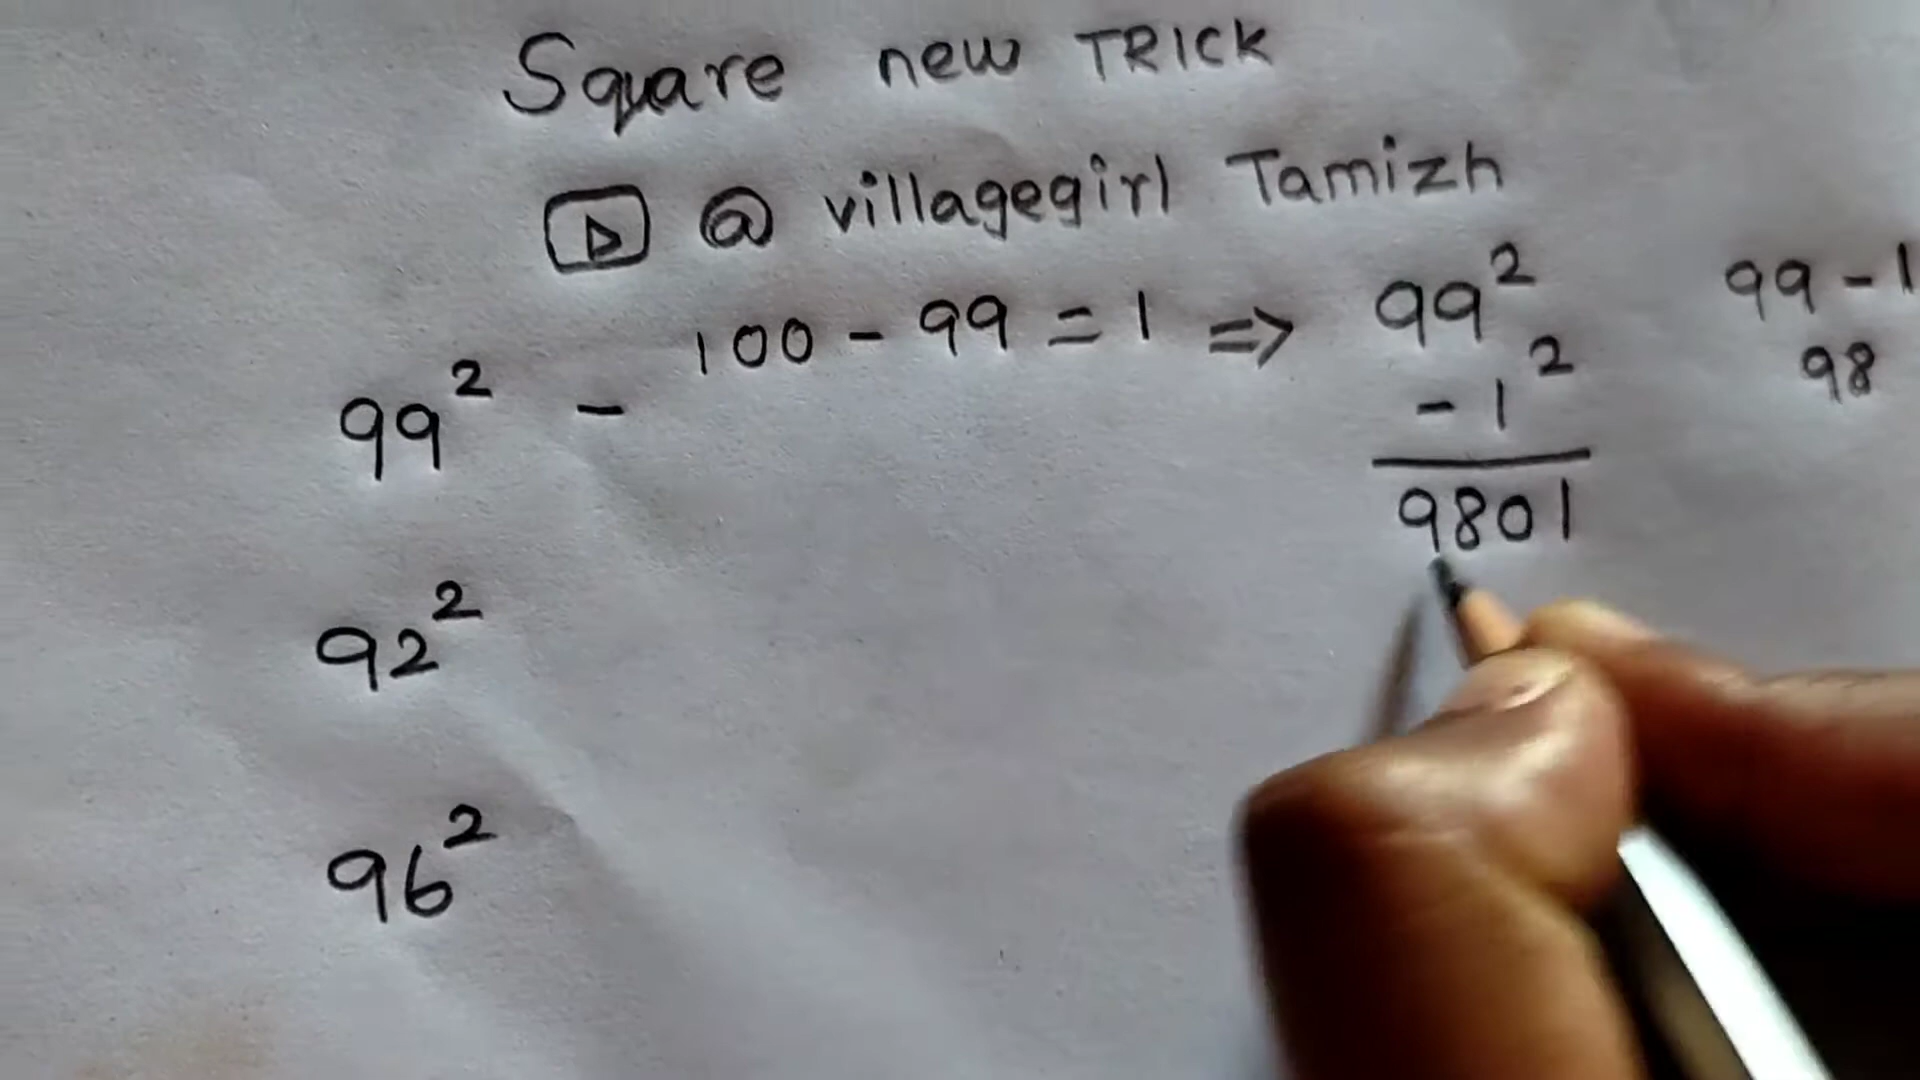 Square new TRICK
@ villagegirl Tamizh
99² - 100 - 99 = 1 ⇒ 99² 99 - 1
- 1² 98
9801
92²
96²